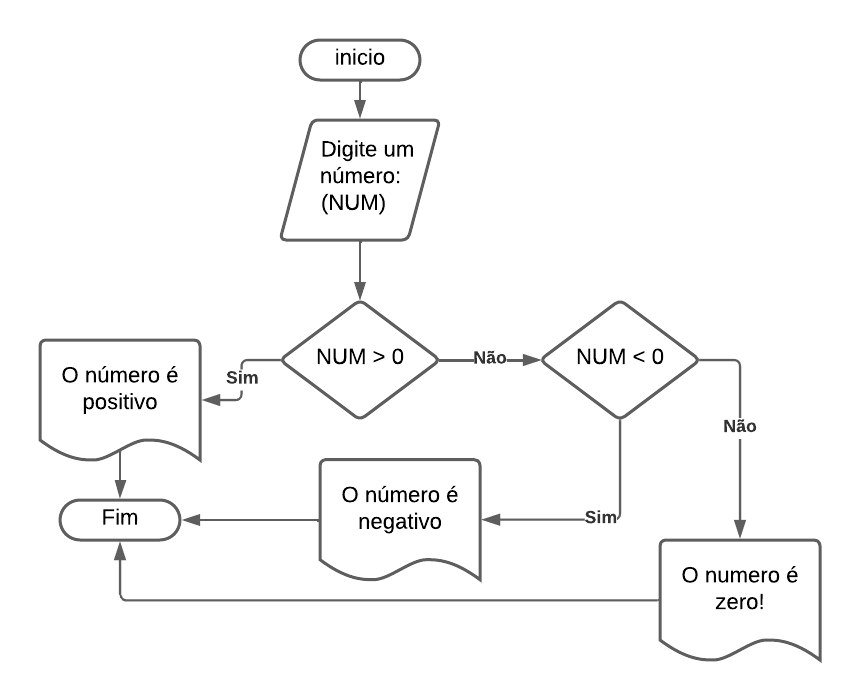 inicio
Digite um
número:
(NUM)
NUM > 0
Não
NUM < 0
Sim
O número é
positivo
Não
Fim
O número é
negativo
Sim
O numero é
zero!